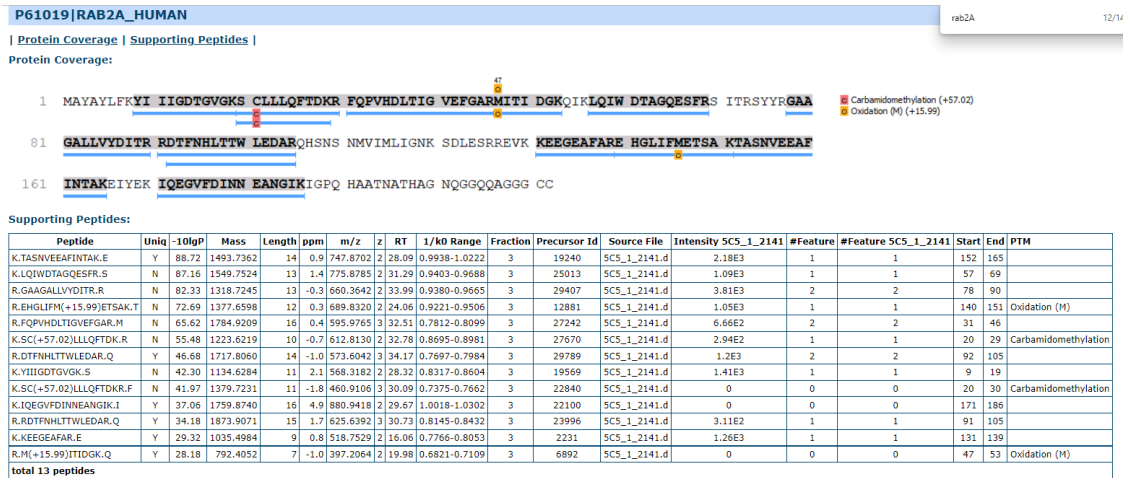 P61019|RAB2A_HUMAN
rab2A 12/14
| Protein Coverage | Supporting Peptides |
Protein Coverage:
47
o
1 MAYAYLFKYI IIGDTGVGKS CLLLQFTDKR FQPVHDLTIG VEFGARMITI DGKQIKLQIW DTAGQESFRS ITRSYYRGAA
c Carbamidomethylation (+57.02)
c o
o Oxidation (M) (+15.99)
c
81 GALLVYDITR RDTFNHLTTW LEDARQHSNS NMVIMLIGNK SDLESRREVK KEEGEAFARE HGLIFMETSA KTASNVEEAF
o
161 INTAKEIYEK IQEGVFDINN EANGIKIGPQ HAATNATHAG NQGGQQAGGG CC
Supporting Peptides:
Peptide Uniq -10lgP Mass Length ppm m/z z RT 1/k0 Range Fraction Precursor Id Source File Intensity 5C5_1_2141 #Feature #Feature 5C5_1_2141 Start End PTM
K.TASNVEEAFINTAK.E Y 88.72 1493.7362 14 0.9 747.8702 2 28.09 0.9938-1.0222 3 19240 5C5_1_2141.d 2.18E3 1 1 152 165
K.LQIWDTAGQESFR.S N 87.16 1549.7524 13 1.4 775.8785 2 31.29 0.9403-0.9688 3 25013 5C5_1_2141.d 1.09E3 1 1 57 69
R.GAAGALLVYDITR.R N 82.33 1318.7245 13 -0.3 660.3642 2 33.99 0.9380-0.9665 3 29407 5C5_1_2141.d 3.81E3 2 2 78 90
R.EHGLIFM(+15.99)ETSAK.T N 72.69 1377.6598 12 0.3 689.8320 2 24.06 0.9221-0.9506 3 12881 5C5_1_2141.d 1.05E3 1 1 140 151 Oxidation (M)
R.FQPVHDLTIGVEFGAR.M N 65.62 1784.9209 16 0.4 595.9765 3 32.51 0.7812-0.8099 3 27242 5C5_1_2141.d 6.66E2 2 2 31 46
K.SC(+57.02)LLLQFTDK.R N 55.48 1223.6219 10 -0.7 612.8130 2 32.78 0.8695-0.8981 3 27670 5C5_1_2141.d 2.94E2 1 1 20 29 Carbamidomethylation
R.DTFNHLTTWLEDAR.Q Y 46.68 1717.8060 14 -1.0 573.6042 3 34.17 0.7697-0.7984 3 29789 5C5_1_2141.d 1.2E3 2 2 92 105
K.YIIIGDTGVGK.S N 42.30 1134.6284 11 2.1 568.3182 2 28.32 0.8317-0.8604 3 19569 5C5_1_2141.d 1.41E3 1 1 9 19
K.SC(+57.02)LLLQFTDKR.F N 41.97 1379.7231 11 -1.8 460.9106 3 30.09 0.7375-0.7662 3 22840 5C5_1_2141.d 0 0 0 20 30 Carbamidomethylation
K.IQEGVFDINNEANGIK.I Y 37.06 1759.8740 16 4.9 880.9418 2 29.67 1.0018-1.0302 3 22100 5C5_1_2141.d 0 0 0 171 186
R.RDTFNHLTTWLEDAR.Q Y 34.18 1873.9071 15 1.7 625.6392 3 30.73 0.8145-0.8432 3 23996 5C5_1_2141.d 3.11E2 1 1 91 105
K.KEEGEAFAR.E Y 29.32 1035.4984 9 0.8 518.7529 2 16.06 0.7766-0.8053 3 2231 5C5_1_2141.d 1.26E3 1 1 131 139
R.M(+15.99)ITIDGK.Q Y 28.18 792.4052 7 -1.0 397.2064 2 19.98 0.6821-0.7109 3 6892 5C5_1_2141.d 0 0 0 47 53 Oxidation (M)
total 13 peptides